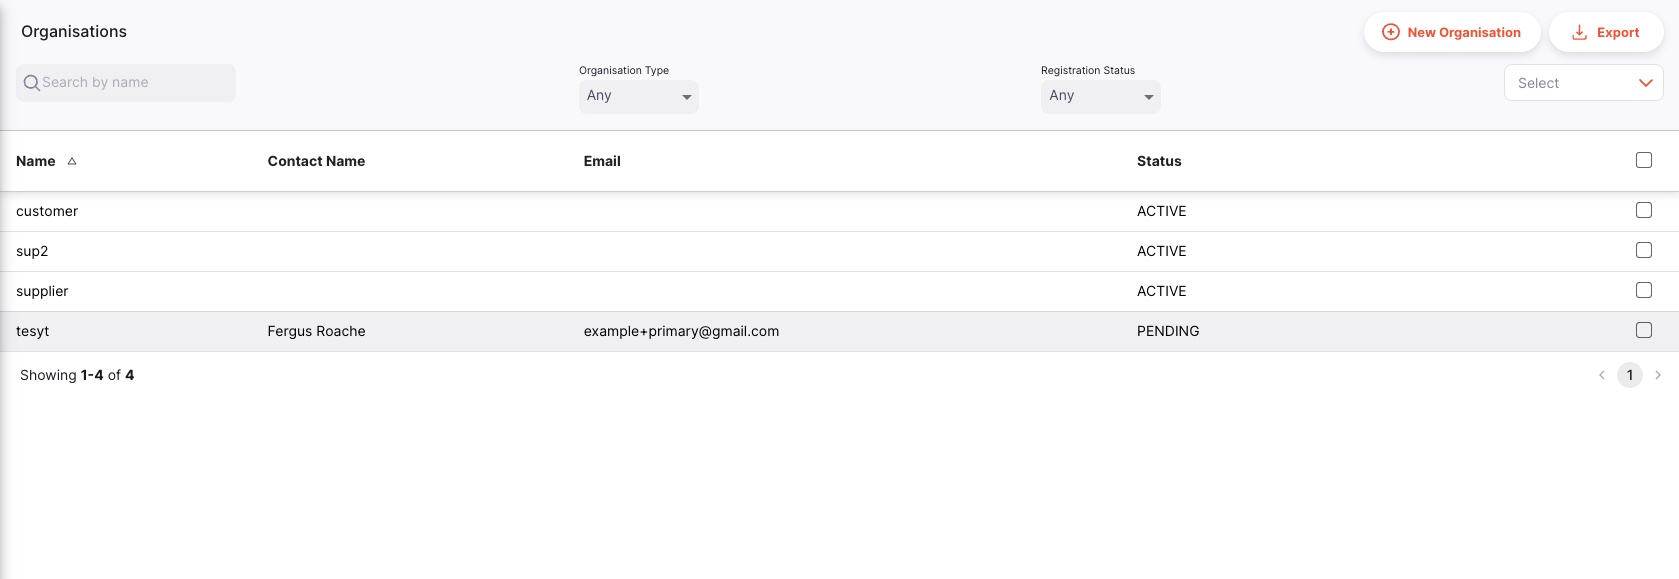 Organisations
New Organisation
Export
Search by name
Organisation Type
Any
Registration Status
Any
Select
Name Contact Name Email Status
customer ACTIVE
sup2 ACTIVE
supplier ACTIVE
tesyt Fergus Roache example+primary@gmail.com PENDING
Showing 1-4 of 4
1